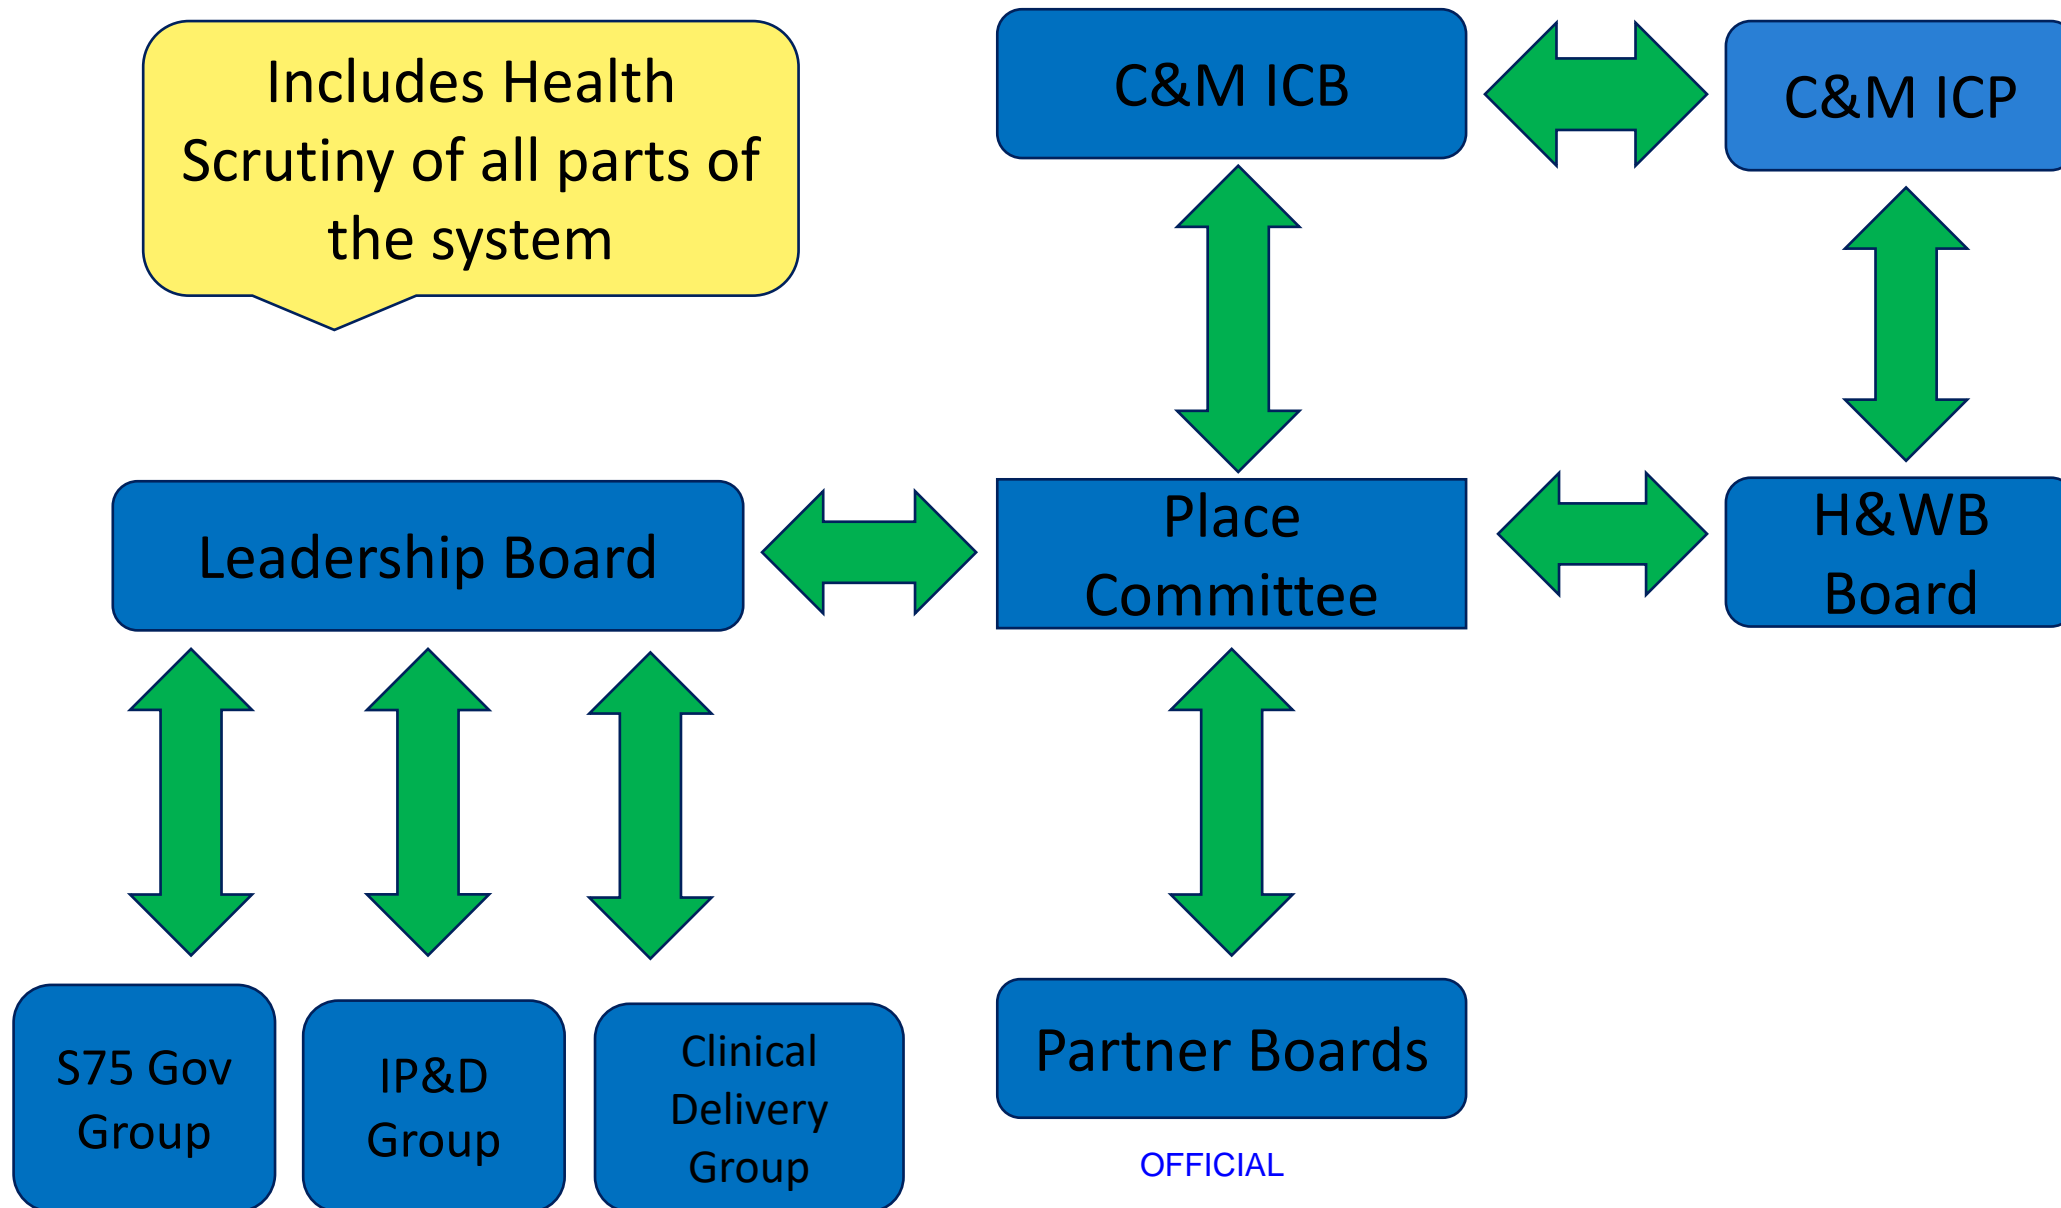 Includes Health
Scrutiny of all parts of
the system
C&M ICB
C&M ICP
Leadership Board
Place
Committee
H&WB
Board
S75 Gov
Group
IP&D
Group
Clinical
Delivery
Group
Partner Boards
OFFICIAL